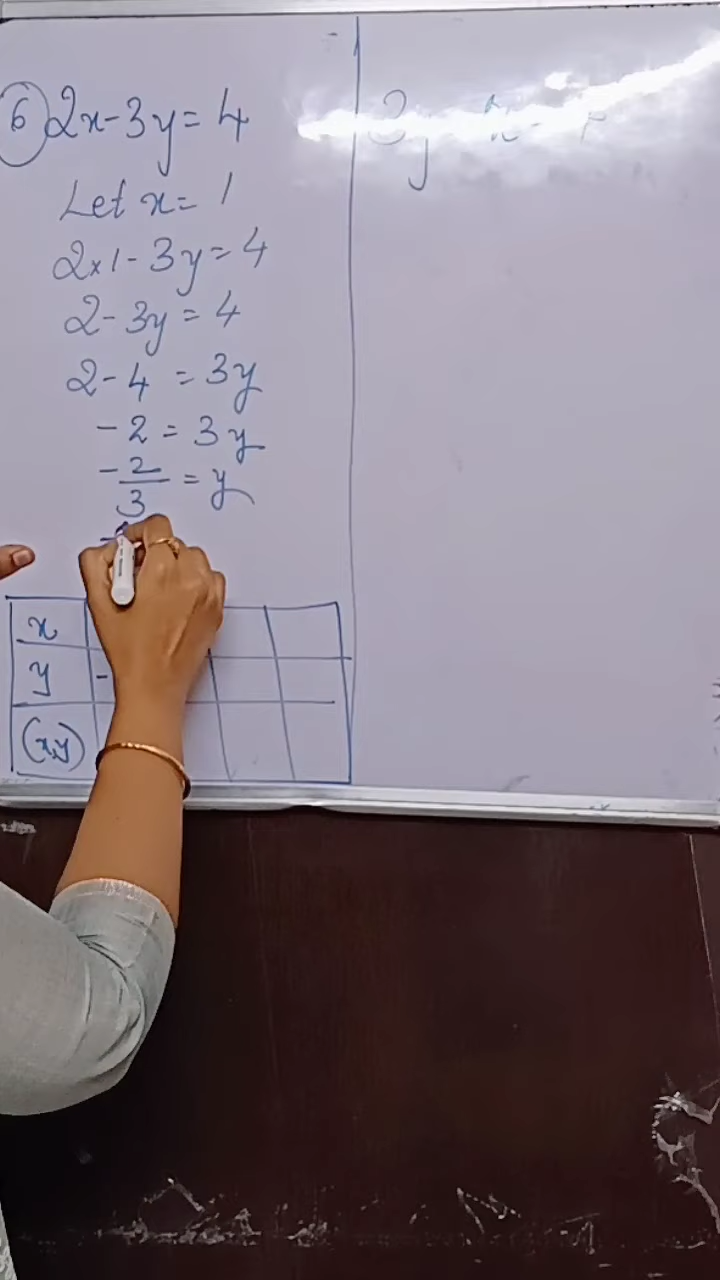 6 2x-3y=4
Let x= 1
2×1-3y=4
2-3y=4
2-4 =3y
-2=3y
-2/3 =y
x
y -
(x,y)
3y